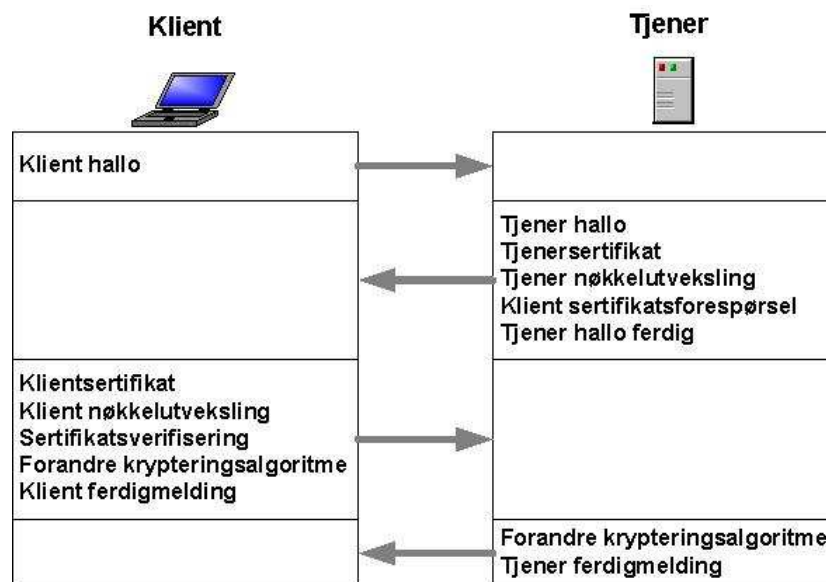 Klient
Tjener
Klient hallo
Tjener hallo
Tjenersertifikat
Tjener nøkkelutveksling
Klient sertifikatsforespørsel
Tjener hallo ferdig
Klientsertifikat
Klient nøkkelutveksling
Sertifikatsverifisering
Forandre krypteringsalgoritme
Klient ferdigmelding
Forandre krypteringsalgoritme
Tjener ferdigmelding